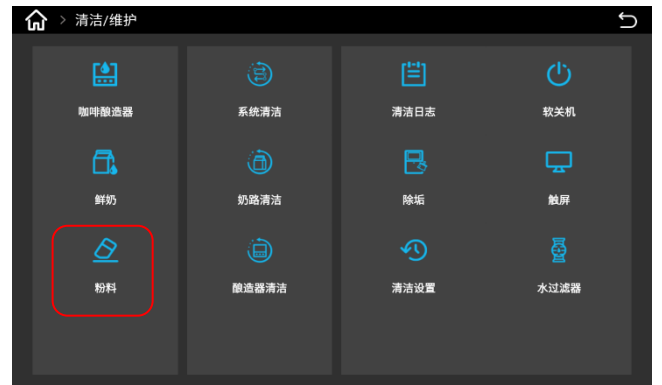 > 清洁/维护
咖啡酿造器 系统清洁 清洁日志 软关机
鲜奶 奶路清洁 除垢 触屏
粉料 酿造器清洁 清洁设置 水过滤器